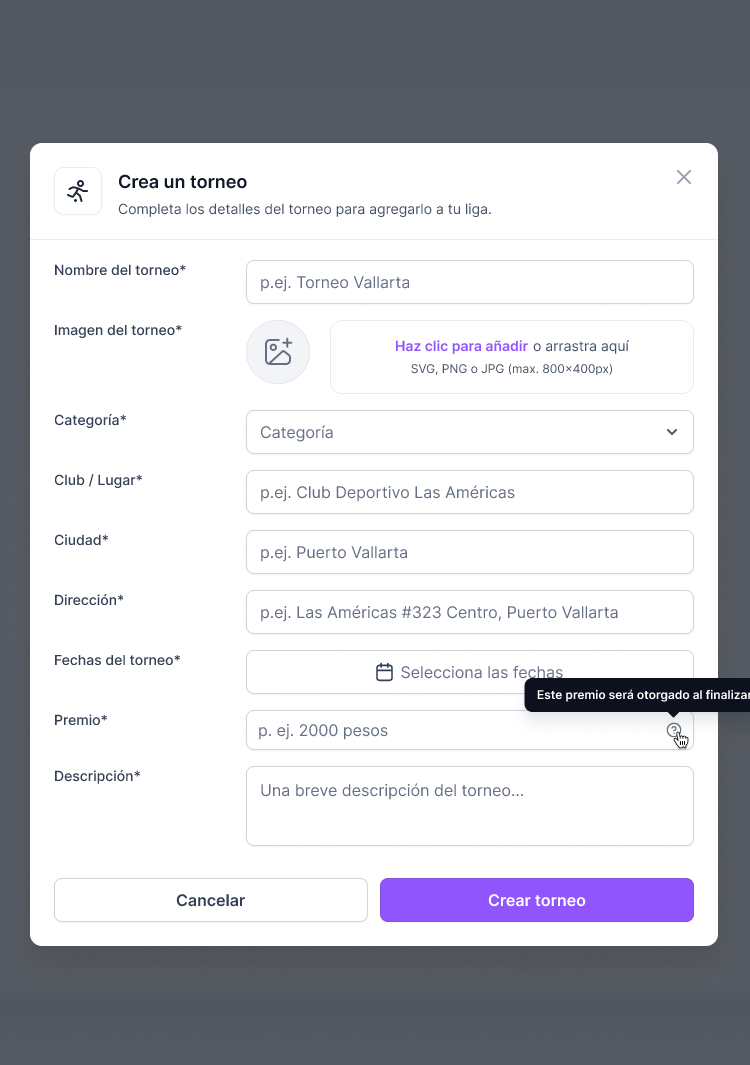 Crea un torneo
Completa los detalles del torneo para agregarlo a tu liga.
Nombre del torneo*
p.ej. Torneo Vallarta
Imagen del torneo*
Haz clic para añadir o arrastra aquí
SVG, PNG o JPG (max. 800x400px)
Categoría*
Categoría
Club / Lugar*
p.ej. Club Deportivo Las Américas
Ciudad*
p.ej. Puerto Vallarta
Dirección*
p.ej. Las Américas #323 Centro, Puerto Vallarta
Fechas del torneo*
Selecciona las fechas
Este premio será otorgado al finalizar
Premio*
p. ej. 2000 pesos
Descripción*
Una breve descripción del torneo...
Cancelar
Crear torneo